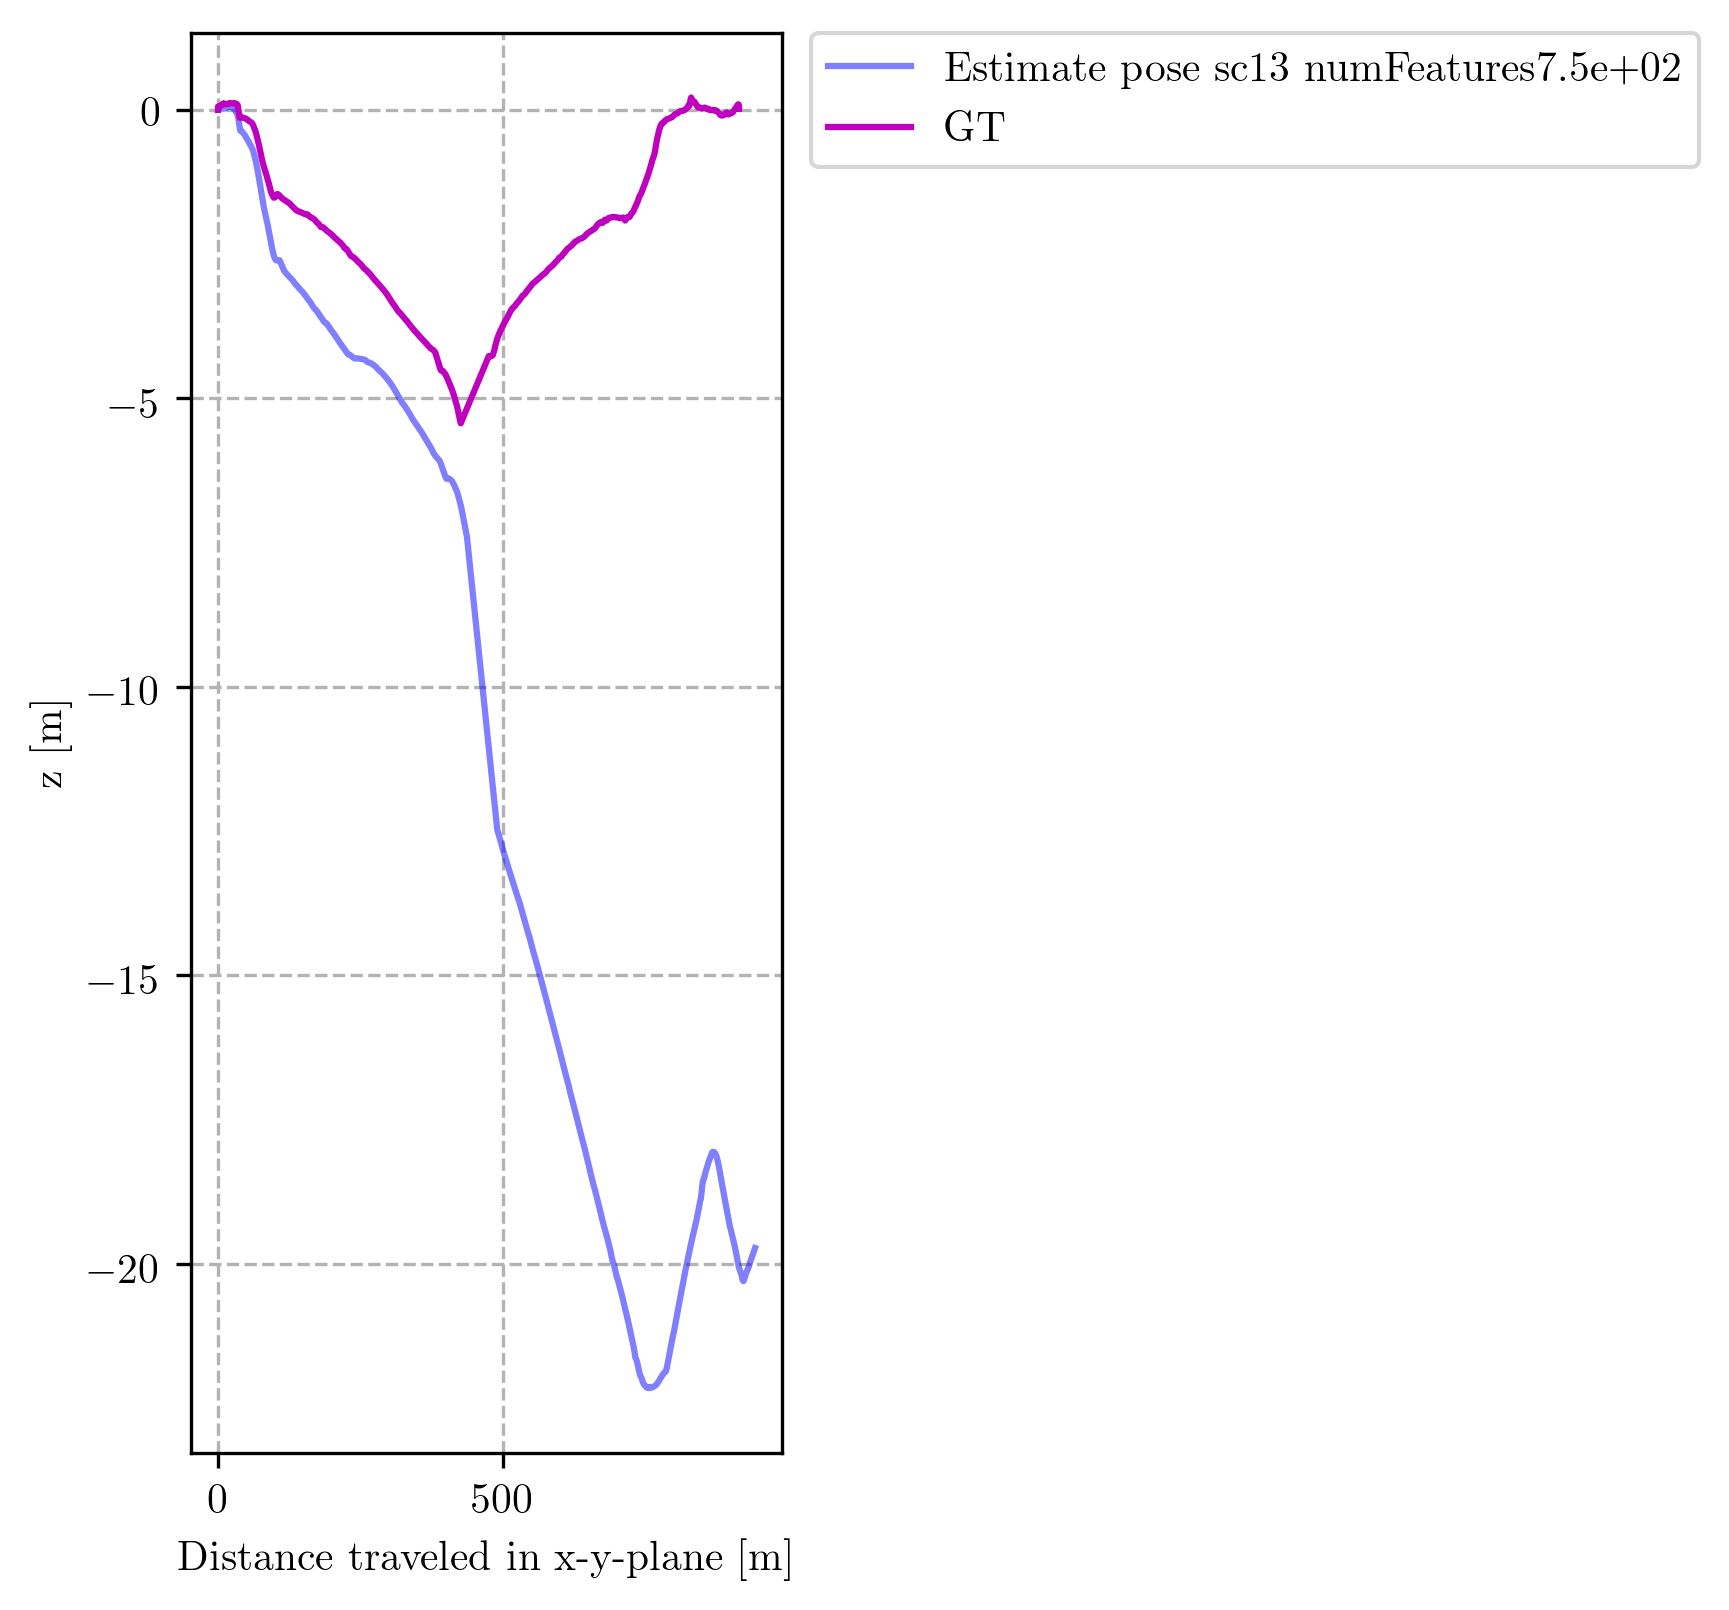 Estimate pose sc13 numFeatures7.5e+02
GT
0
−5
−10
−15
−20
z [m]
0
500
Distance traveled in x-y-plane [m]